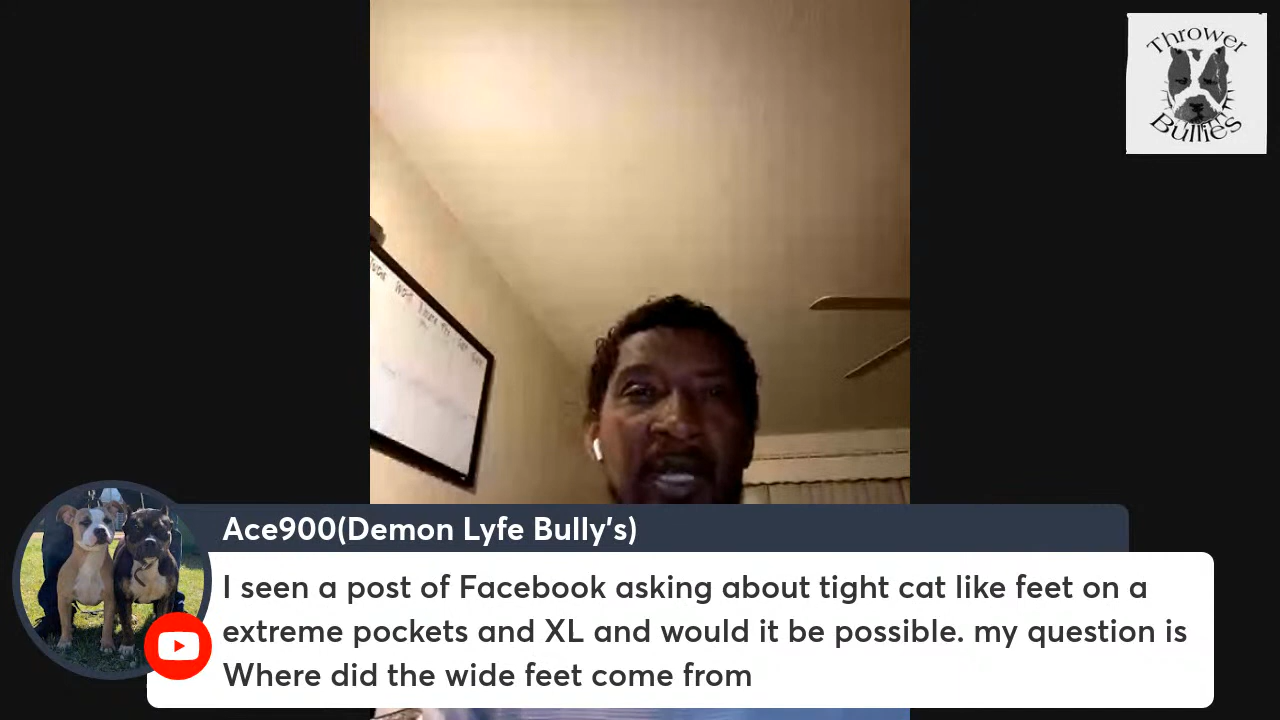 Thrower
Bullies
Ace900(Demon Lyfe Bully's)
I seen a post of Facebook asking about tight cat like feet on a
extreme pockets and XL and would it be possible. my question is
Where did the wide feet come from